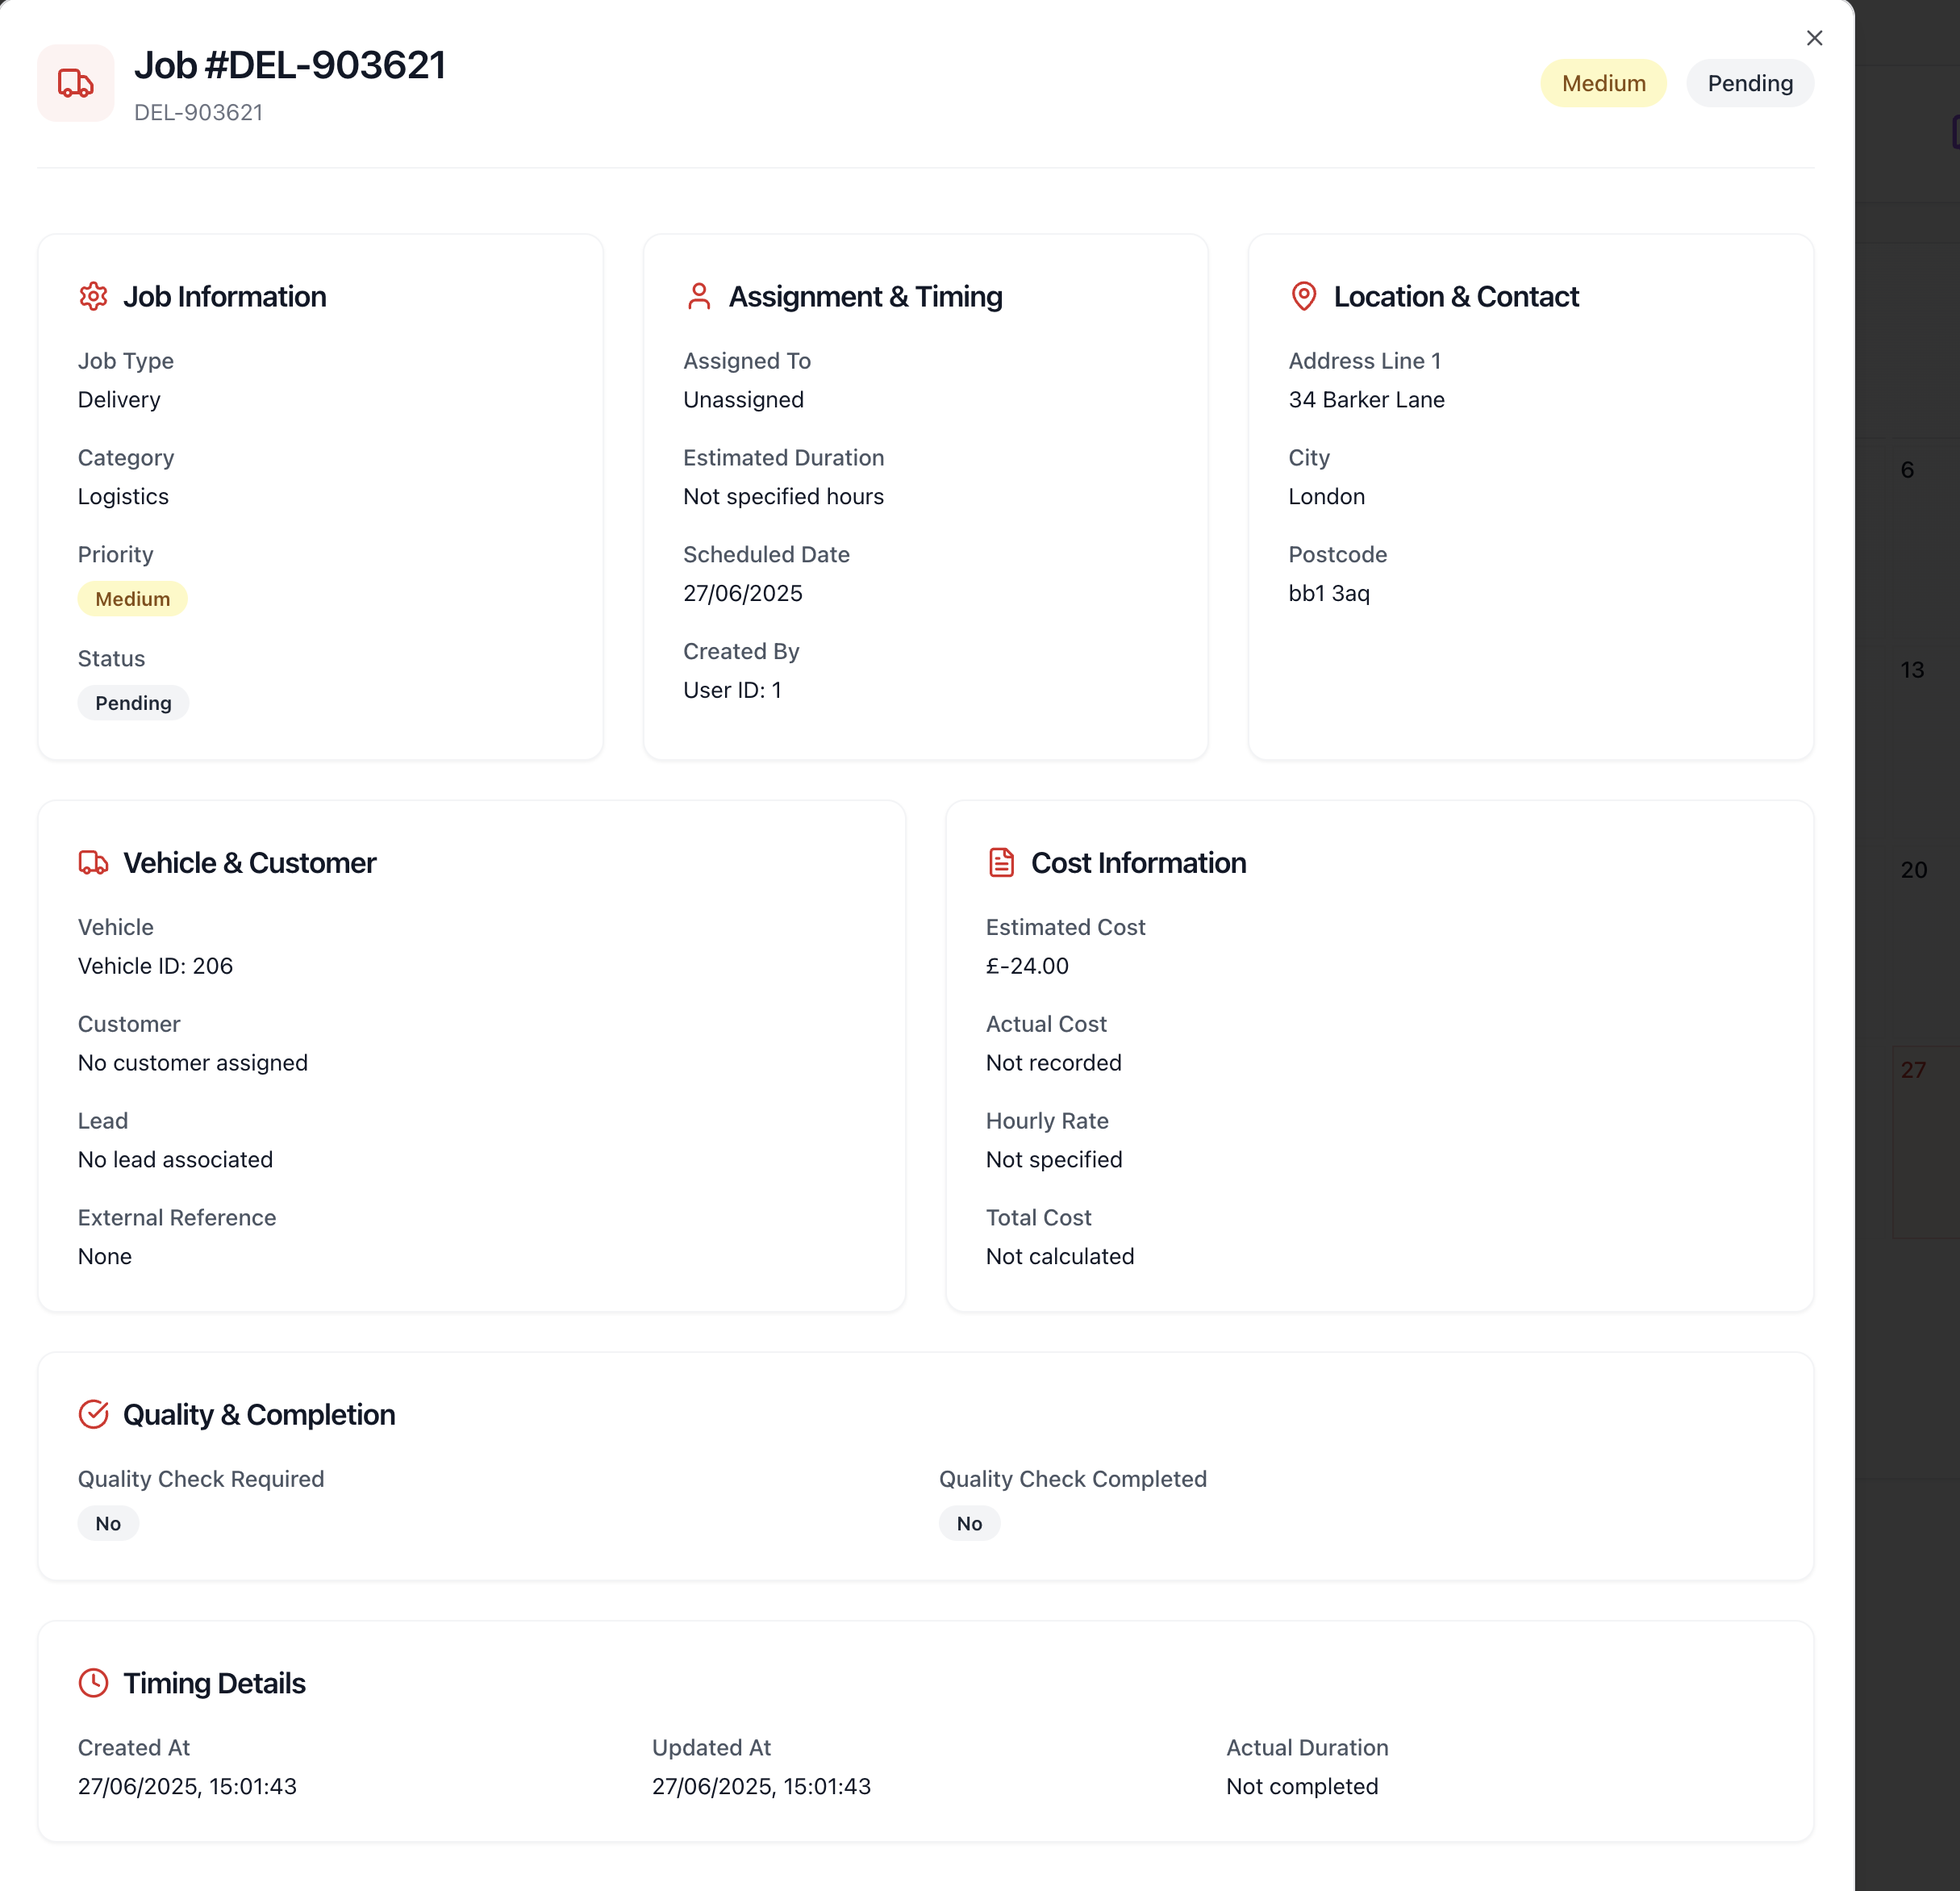 Job #DEL-903621
DEL-903621
Medium
Pending
Job Information
Job Type
Delivery
Category
Logistics
Priority
Medium
Status
Pending
Assignment & Timing
Assigned To
Unassigned
Estimated Duration
Not specified hours
Scheduled Date
27/06/2025
Created By
User ID: 1
Location & Contact
Address Line 1
34 Barker Lane
City
London
Postcode
bb1 3aq
Vehicle & Customer
Vehicle
Vehicle ID: 206
Customer
No customer assigned
Lead
No lead associated
External Reference
None
Cost Information
Estimated Cost
£-24.00
Actual Cost
Not recorded
Hourly Rate
Not specified
Total Cost
Not calculated
Quality & Completion
Quality Check Required
No
Quality Check Completed
No
Timing Details
Created At
27/06/2025, 15:01:43
Updated At
27/06/2025, 15:01:43
Actual Duration
Not completed
6
13
20
27